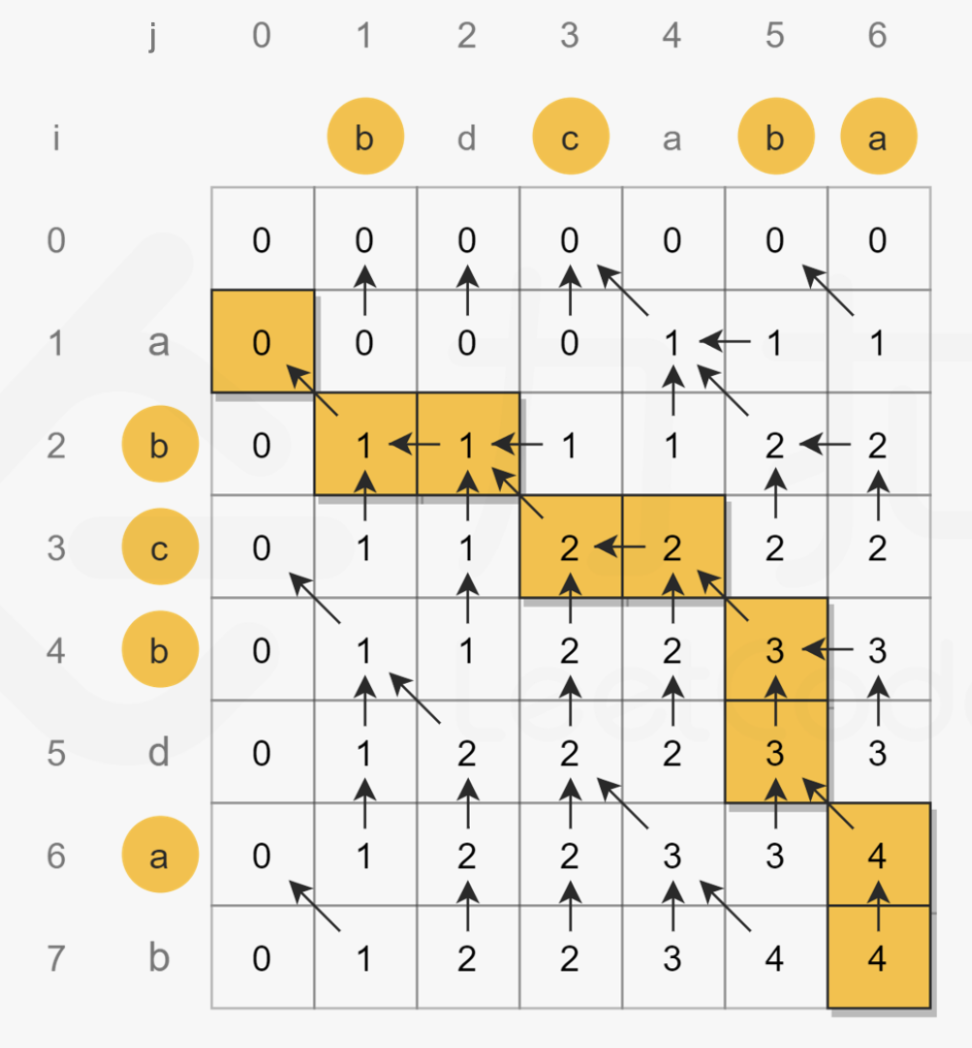 j 0 1 2 3 4 5 6
i b d c a b a
0 0 0 0 0 0 0 0
1 a 0 0 0 0 1 1 1
2 b 0 1 1 1 1 2 2
3 c 0 1 1 2 2 2 2
4 b 0 1 1 2 2 3 3
5 d 0 1 2 2 2 3 3
6 a 0 1 2 2 3 3 4
7 b 0 1 2 2 3 4 4